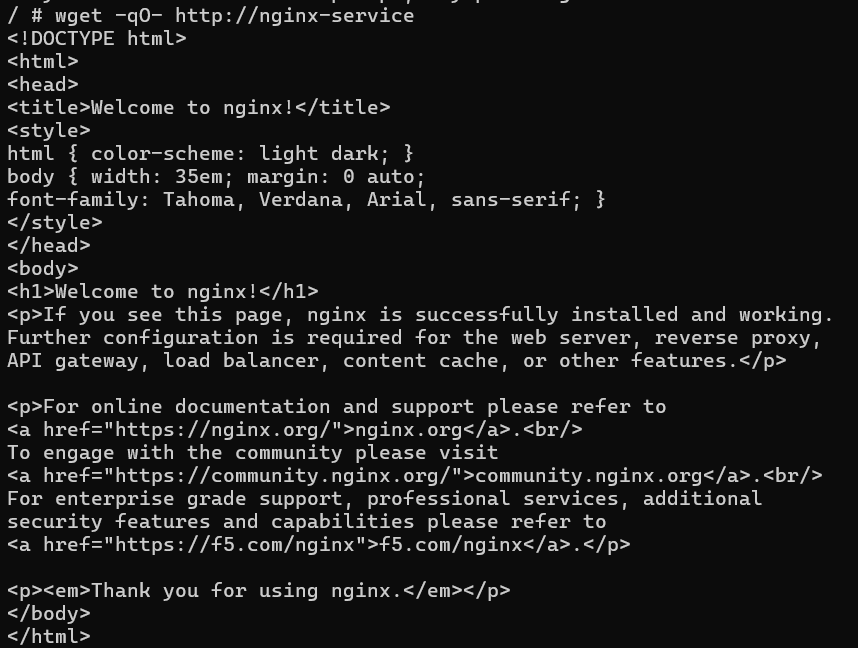 / # wget -qO- http://nginx-service
<!DOCTYPE html>
<html>
<head>
<title>Welcome to nginx!</title>
<style>
html { color-scheme: light dark; }
body { width: 35em; margin: 0 auto;
font-family: Tahoma, Verdana, Arial, sans-serif; }
</style>
</head>
<body>
<h1>Welcome to nginx!</h1>
<p>If you see this page, nginx is successfully installed and working.
Further configuration is required for the web server, reverse proxy,
API gateway, load balancer, content cache, or other features.</p>

<p>For online documentation and support please refer to
<a href="https://nginx.org/">nginx.org</a>.<br/>
To engage with the community please visit
<a href="https://community.nginx.org/">community.nginx.org</a>.<br/>
For enterprise grade support, professional services, additional
security features and capabilities please refer to
<a href="https://f5.com/nginx">f5.com/nginx</a>.</p>

<p><em>Thank you for using nginx.</em></p>
</body>
</html>